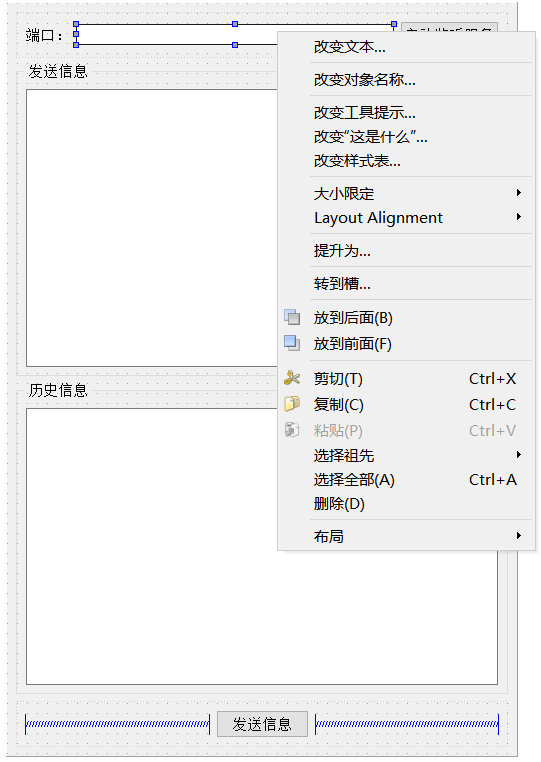 端口：
发送信息
历史信息
发送信息
改变文本...
改变对象名称...
改变工具提示...
改变“这是什么”...
改变样式表...
大小限定
Layout Alignment
提升为...
转到槽...
放到后面(B)
放到前面(F)
剪切(T) Ctrl+X
复制(C) Ctrl+C
粘贴(P) Ctrl+V
选择祖先
选择全部(A) Ctrl+A
删除(D)
布局